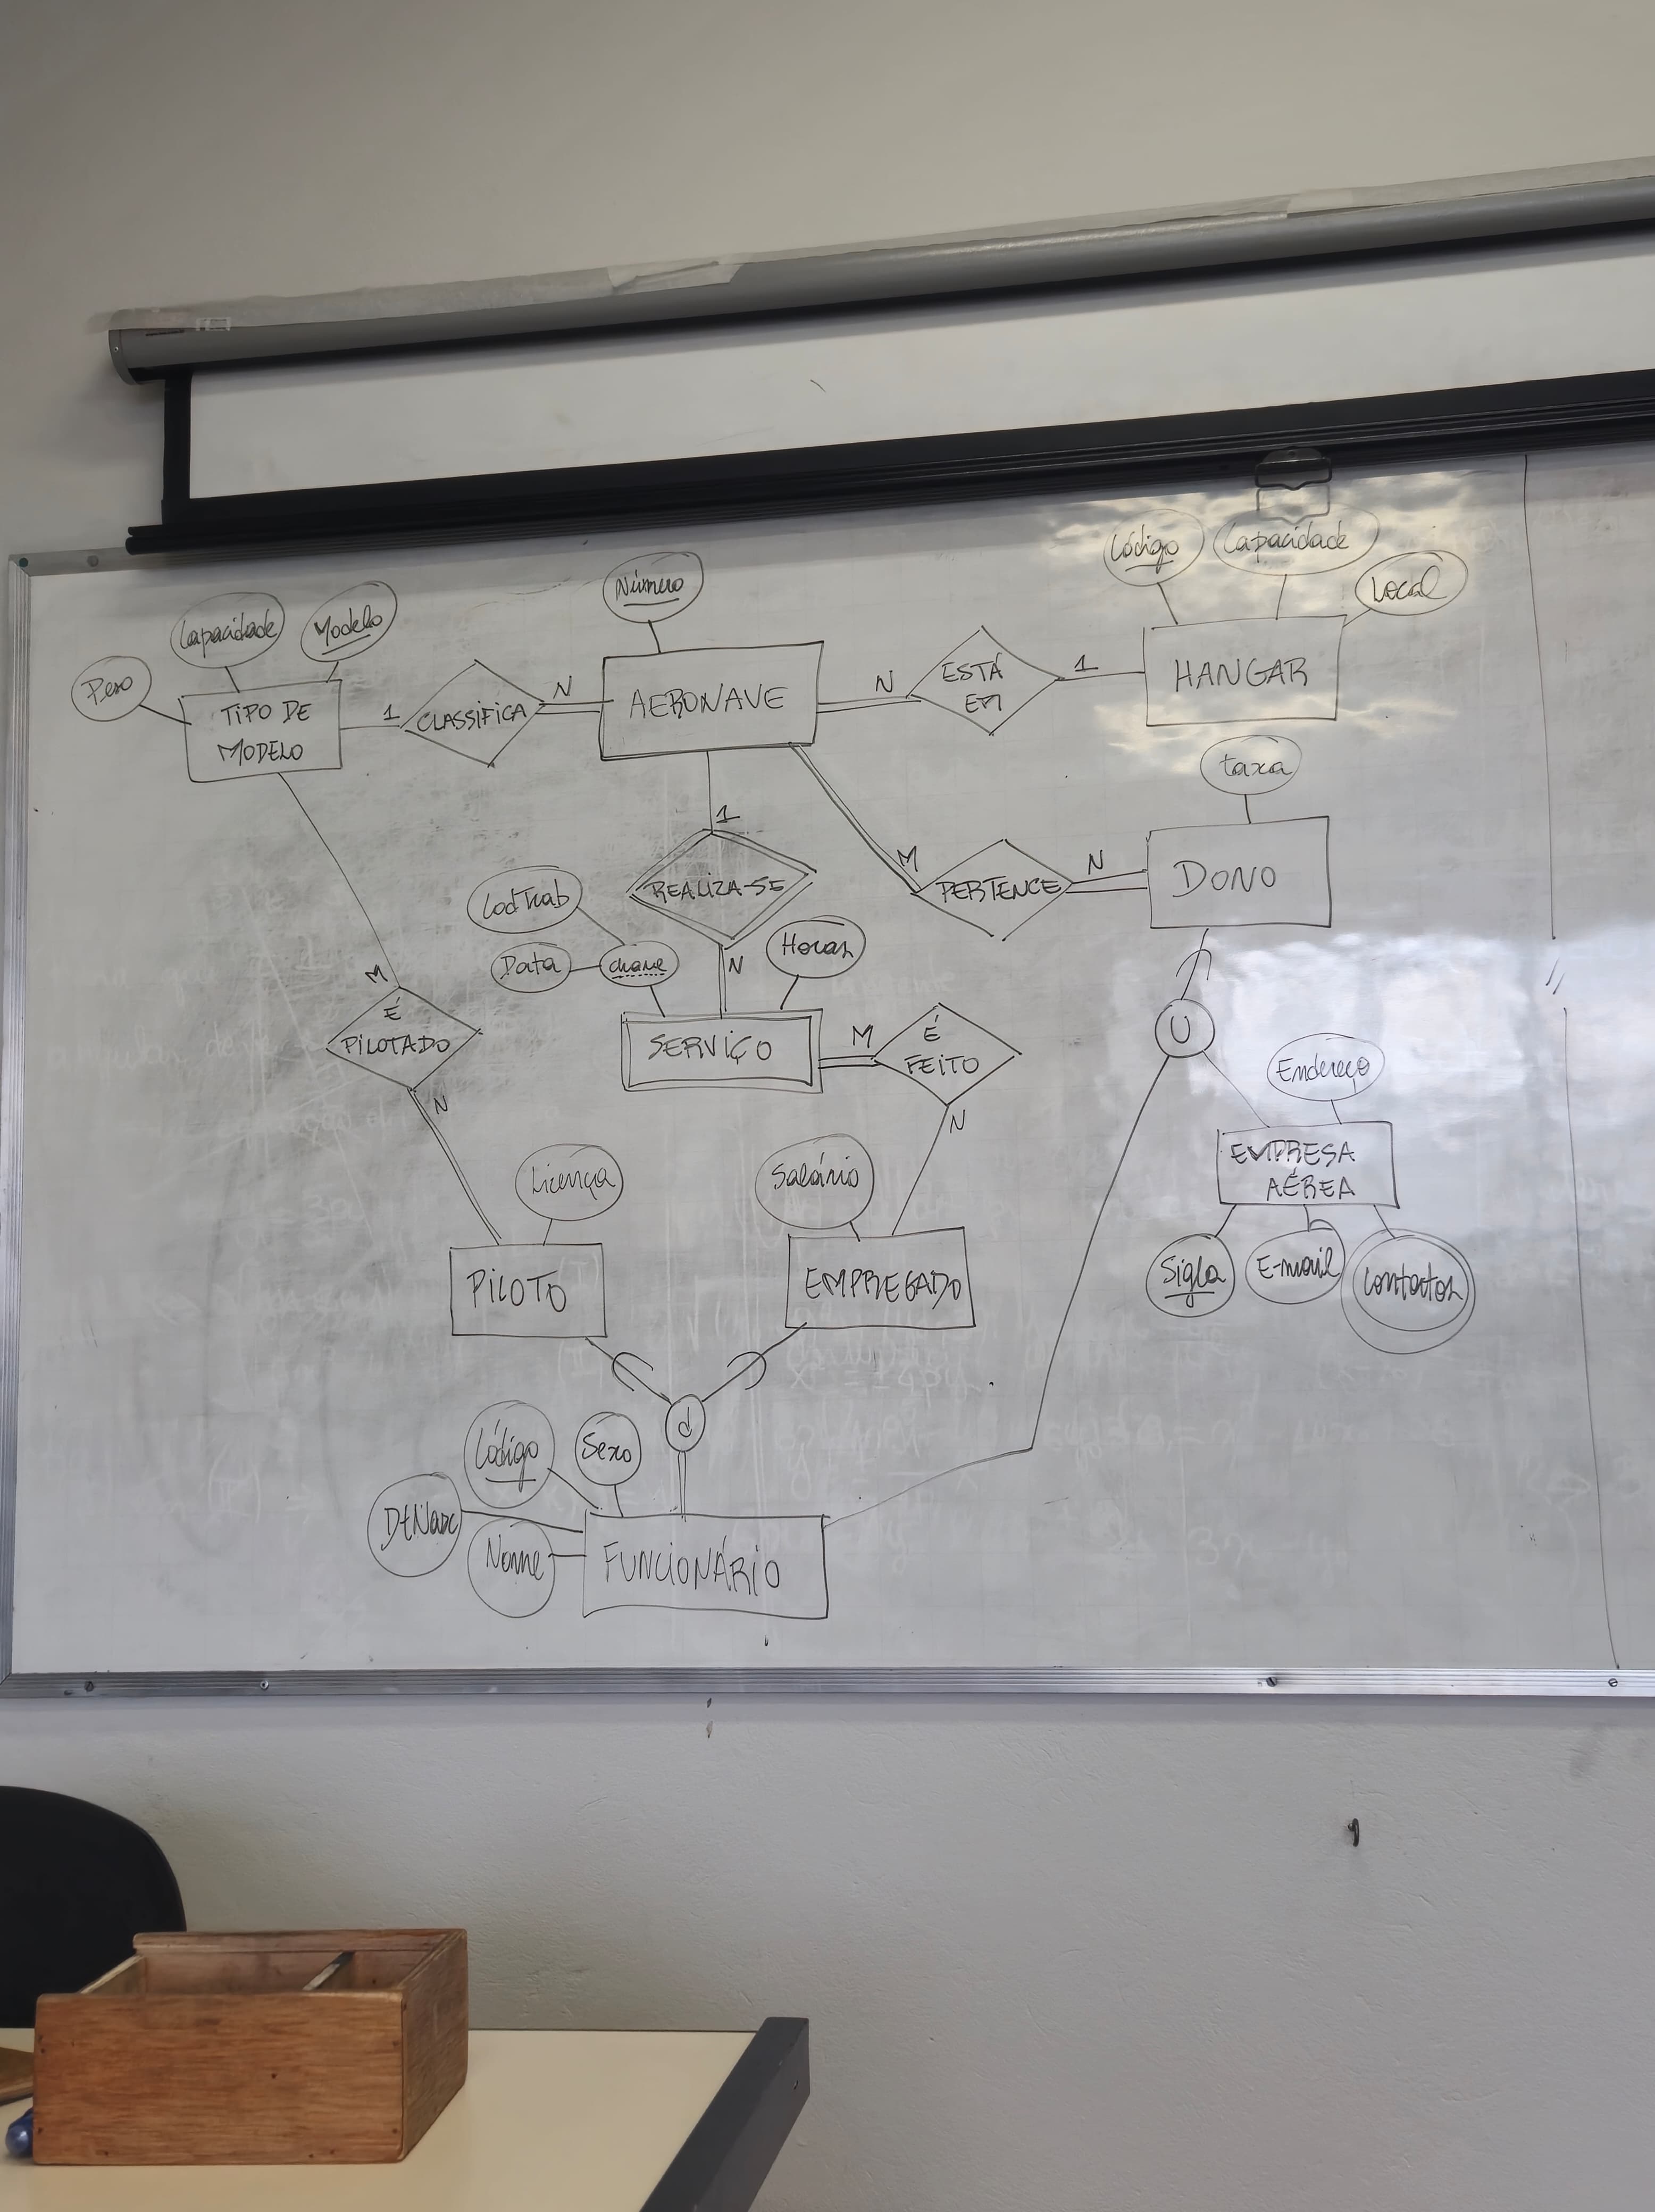 Código
Capacidade
Local
Número
Capacidade
Modelo
Peso
TIPO DE
MODELO
1
CLASSIFICA
N
AERONAVE
N
ESTÁ
EM
1
HANGAR
taxa
1
REALIZA-SE
N
M
PERTENCE
N
DONO
CodTrab
Data
chave
Horas
SERVIÇO
M
É
FEITO
N
M
É
PILOTADO
N
U
Endereço
EMPRESA
AÉREA
Sigla
E-mail
Contactos
Licença
Salário
PILOTO
EMPREGADO
d
Código
Sexo
DtNasc
Nome
FUNCIONÁRIO